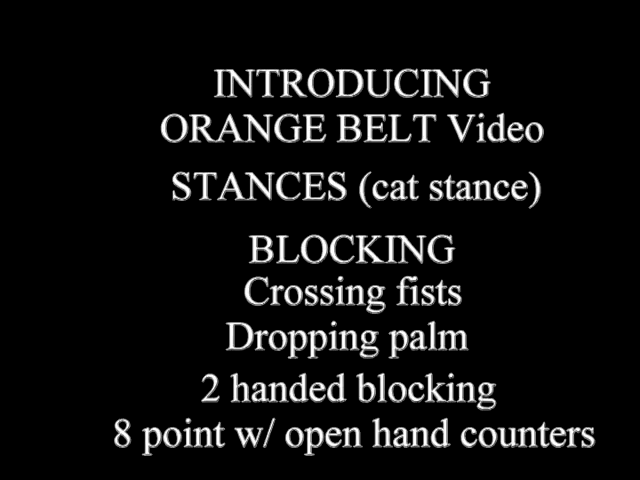 INTRODUCING
ORANGE BELT Video
STANCES (cat stance)
BLOCKING
Crossing fists
Dropping palm
2 handed blocking
8 point w/ open hand counters